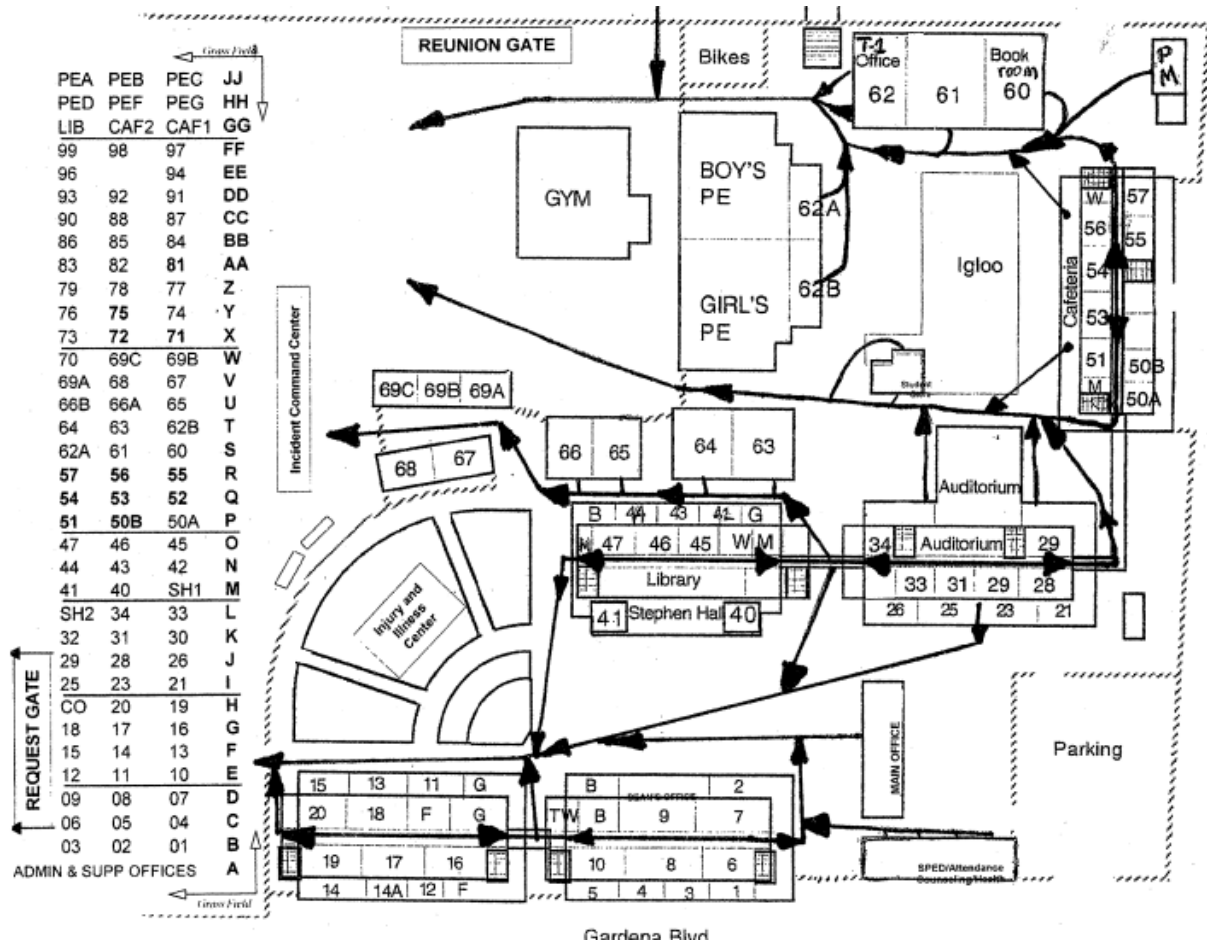 Grass Field
PEA PEB PEC JJ
PED PEF PEG HH
LIB CAF2 CAF1 GG
99 98 97 FF
96 94 EE
93 92 91 DD
90 88 87 CC
86 85 84 BB
83 82 81 AA
79 78 77 Z
76 75 74 Y
73 72 71 X
70 69C 69B W
69A 68 67 V
66B 66A 65 U
64 63 62B T
62A 61 60 S
57 56 55 R
54 53 52 Q
51 50B 50A P
47 46 45 O
44 43 42 N
41 40 SH1 M
SH2 34 33 L
32 31 30 K
29 28 26 J
25 23 21 I
CO 20 19 H
18 17 16 G
15 14 13 F
12 11 10 E
09 08 07 D
06 05 04 C
03 02 01 B
ADMIN & SUPP OFFICES A
Grass Field
REQUEST GATE
REUNION GATE
Bikes
T-1
Office
62
61
Book
room
60
PM
GYM
BOY'S
PE
62A
GIRL'S
PE
62B
Igloo
Cafeteria
W
56
54
53
51
M
57
55
50B
50A
Incident Command Center
69C 69B 69A
68 67
66 65
64 63
Student
Auditorium
B 44 43 41 G
47 46 45 W M
Library
Stephen Hall
41 40
34 Auditorium 29
33 31 29 28
26 25 23 21
Injury and
Illness
Center
MAIN OFFICE
Parking
15 13 11 G
20 18 F G
19 17 16
14 14A 12 F
B DEAN'S OFFICE 2
TW B 9 7
10 8 6
5 4 3 1
SPED/Attendance
Counseling/Health
Gardena Blvd